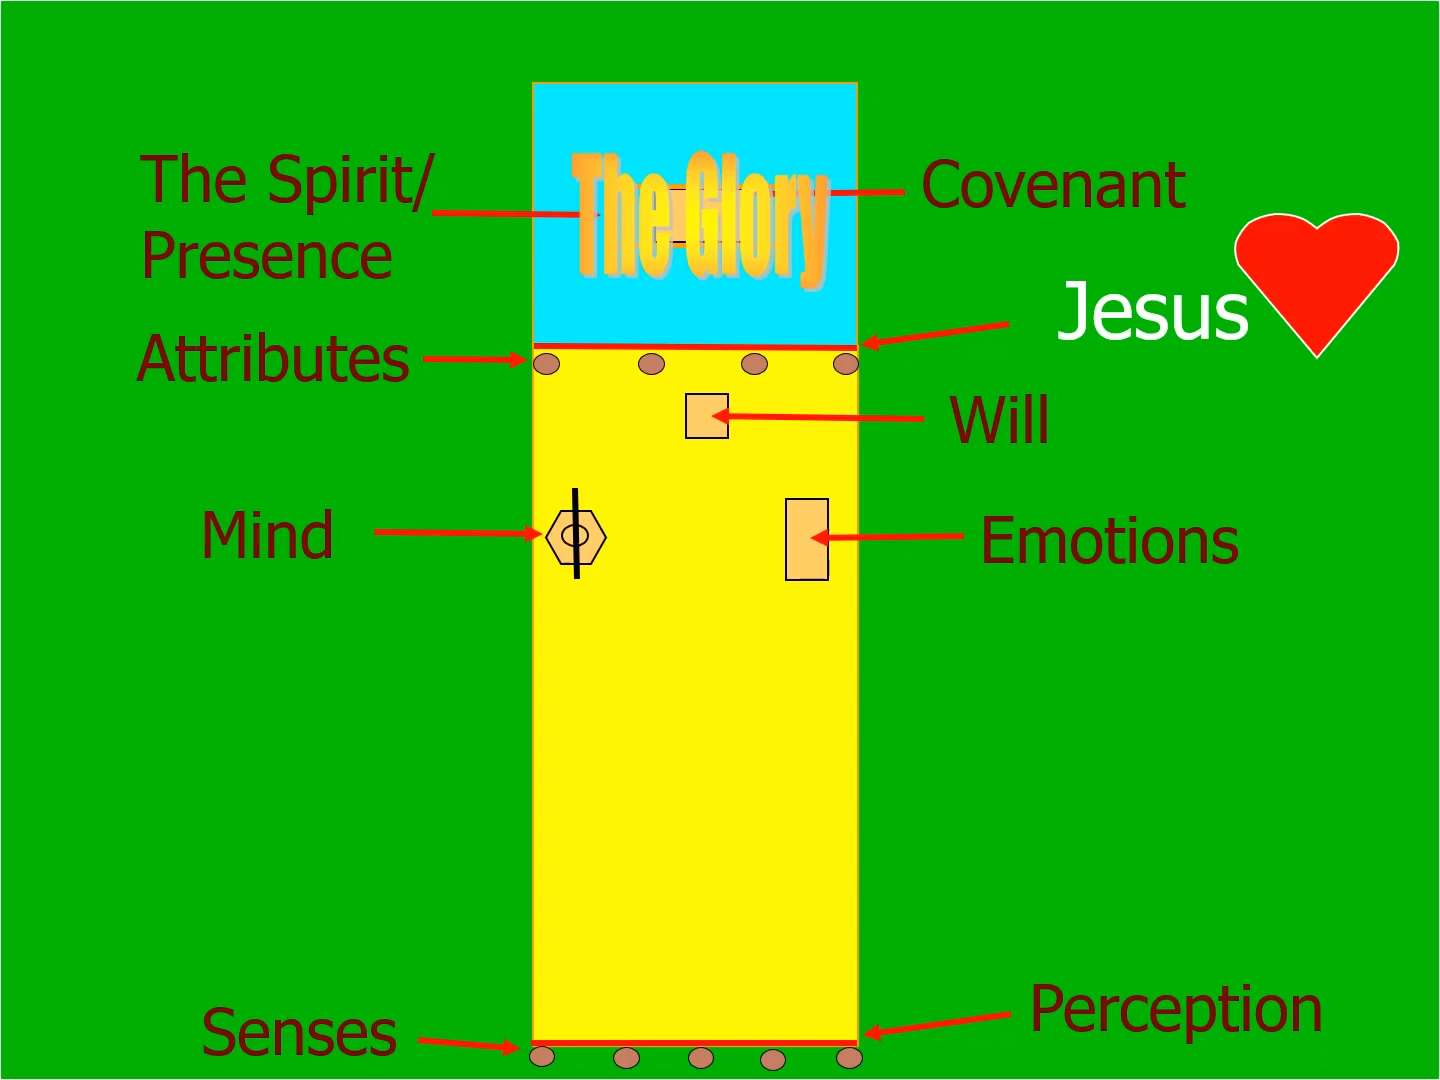 The Glory
The Spirit/
Presence
Covenant
Jesus
Attributes
Will
Mind
Emotions
Senses
Perception